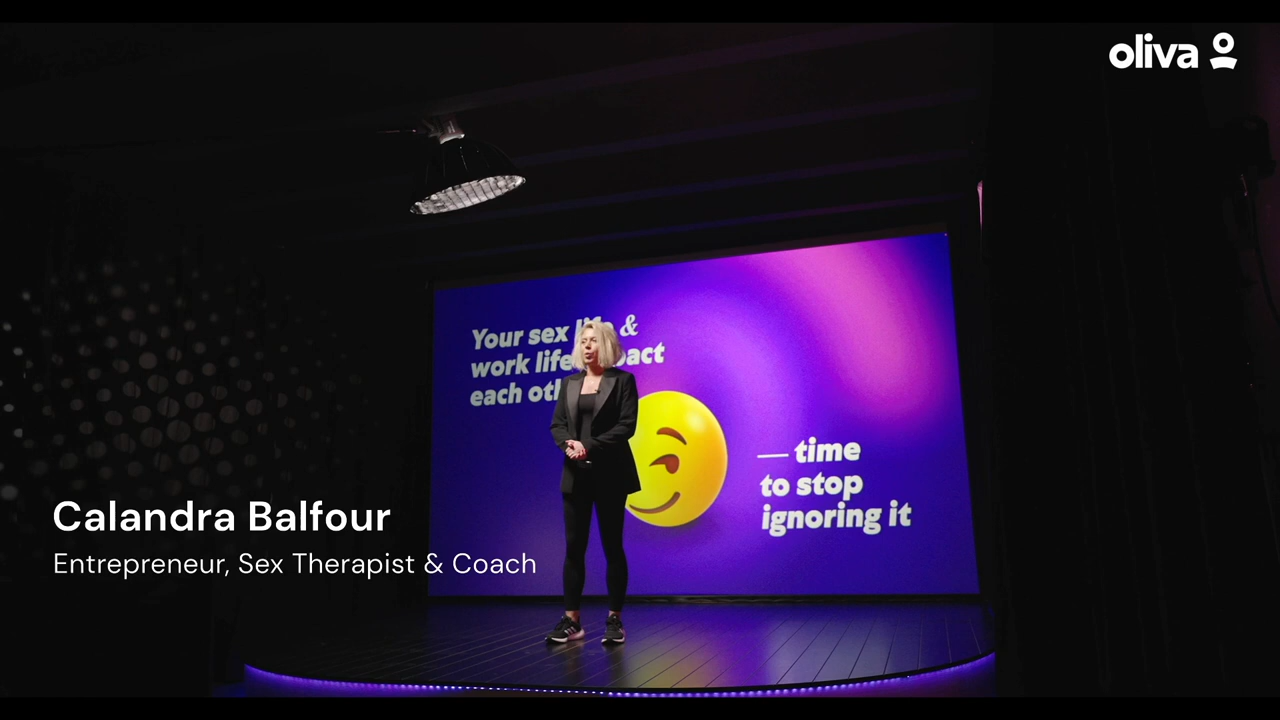 oliva
Your sex &
work life
each
— time
to stop
ignoring it
Calandra Balfour
Entrepreneur, Sex Therapist & Coach